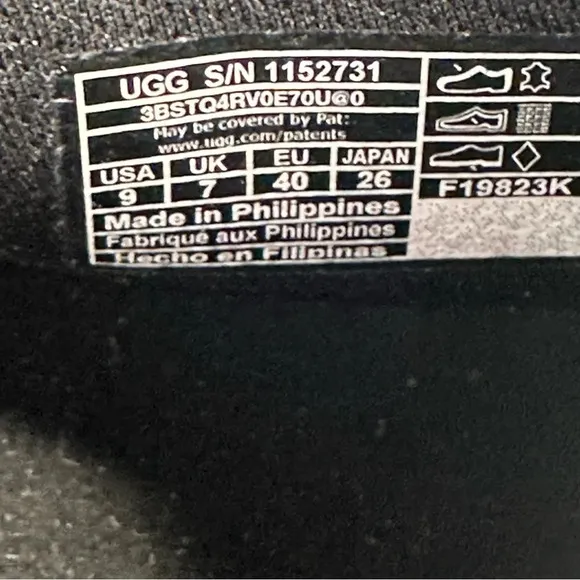 UGG S/N 1152731
3BSTQ4RV0E70U@0
May be covered by Pat:
www.ugg.com/patents
USA UK EU JAPAN
9 7 40 26
Made in Philippines
Fabriqué aux Philippines
Hecho en Filipinas
F19823K